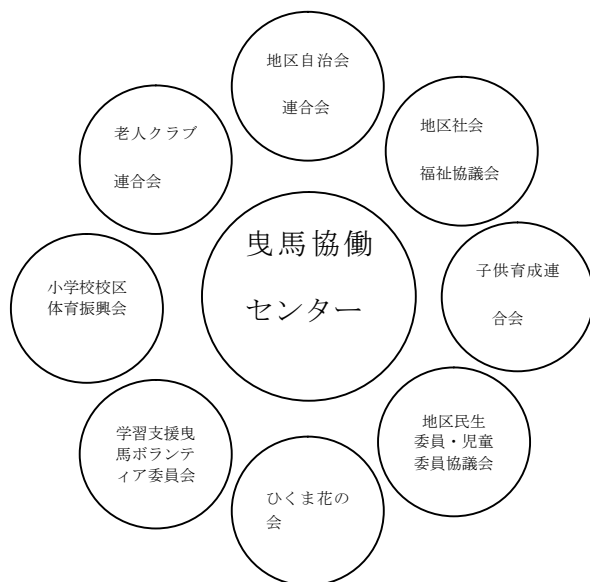 地区自治会
連合会
老人クラブ
連合会
地区社会
福祉協議会
曳馬協働
センター
子供育成連
合会
小学校校区
体育振興会
地区民生
委員・児童
委員協議会
学習支援曳
馬ボランテ
ィア委員会
ひくま花の
会